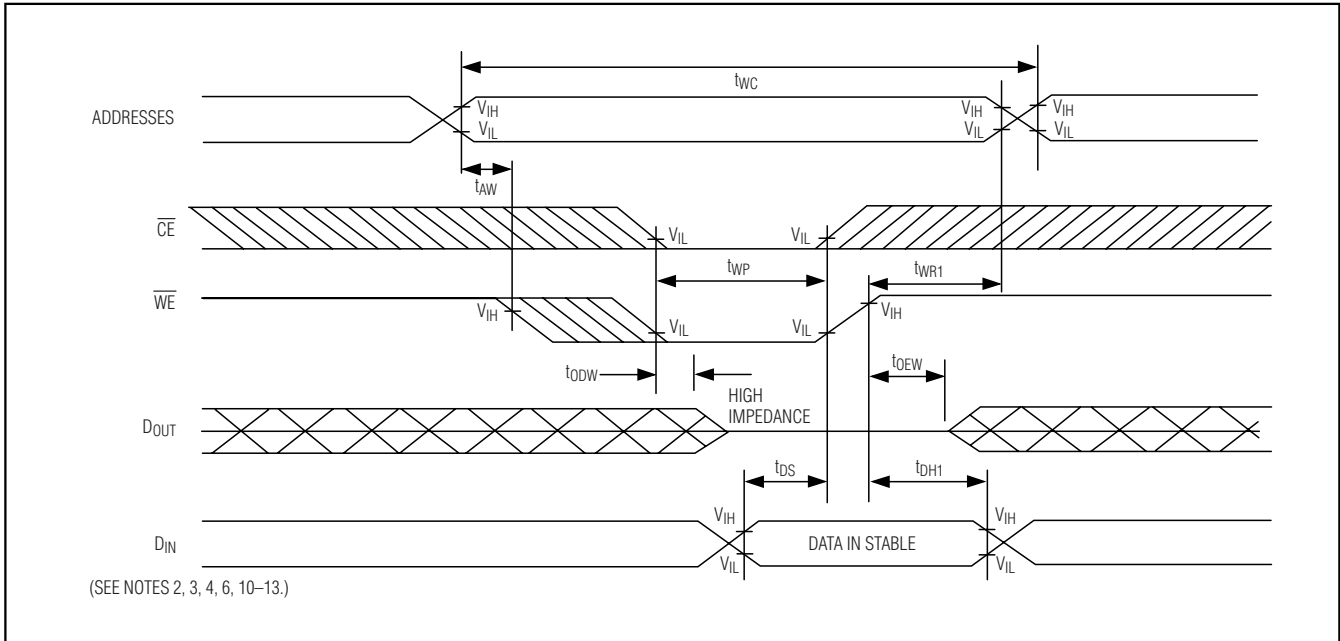 tWC
ADDRESSES
VIH
VIL
VIH
VIL
VIH
VIL
tAW
CE
VIL
VIL
tWP
tWR1
WE
VIH
VIL
VIL
VIH
tODW
tOEW
HIGH
IMPEDANCE
DOUT
tDS
tDH1
VIH
VIH
DIN
DATA IN STABLE
VIL
VIL
(SEE NOTES 2, 3, 4, 6, 10–13.)